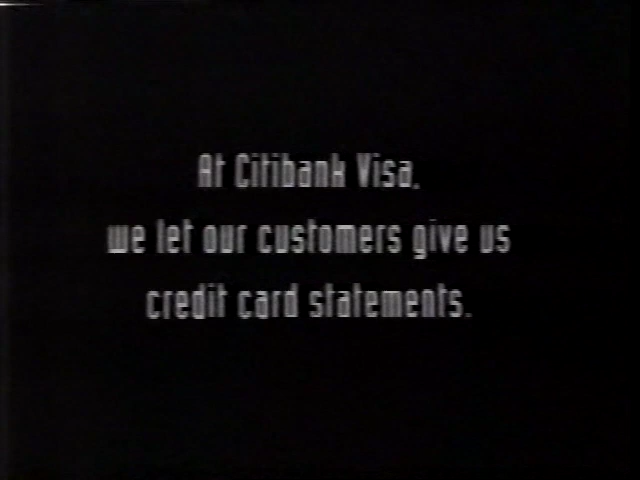 At Citibank Visa,
we let our customers give us
credit card statements.